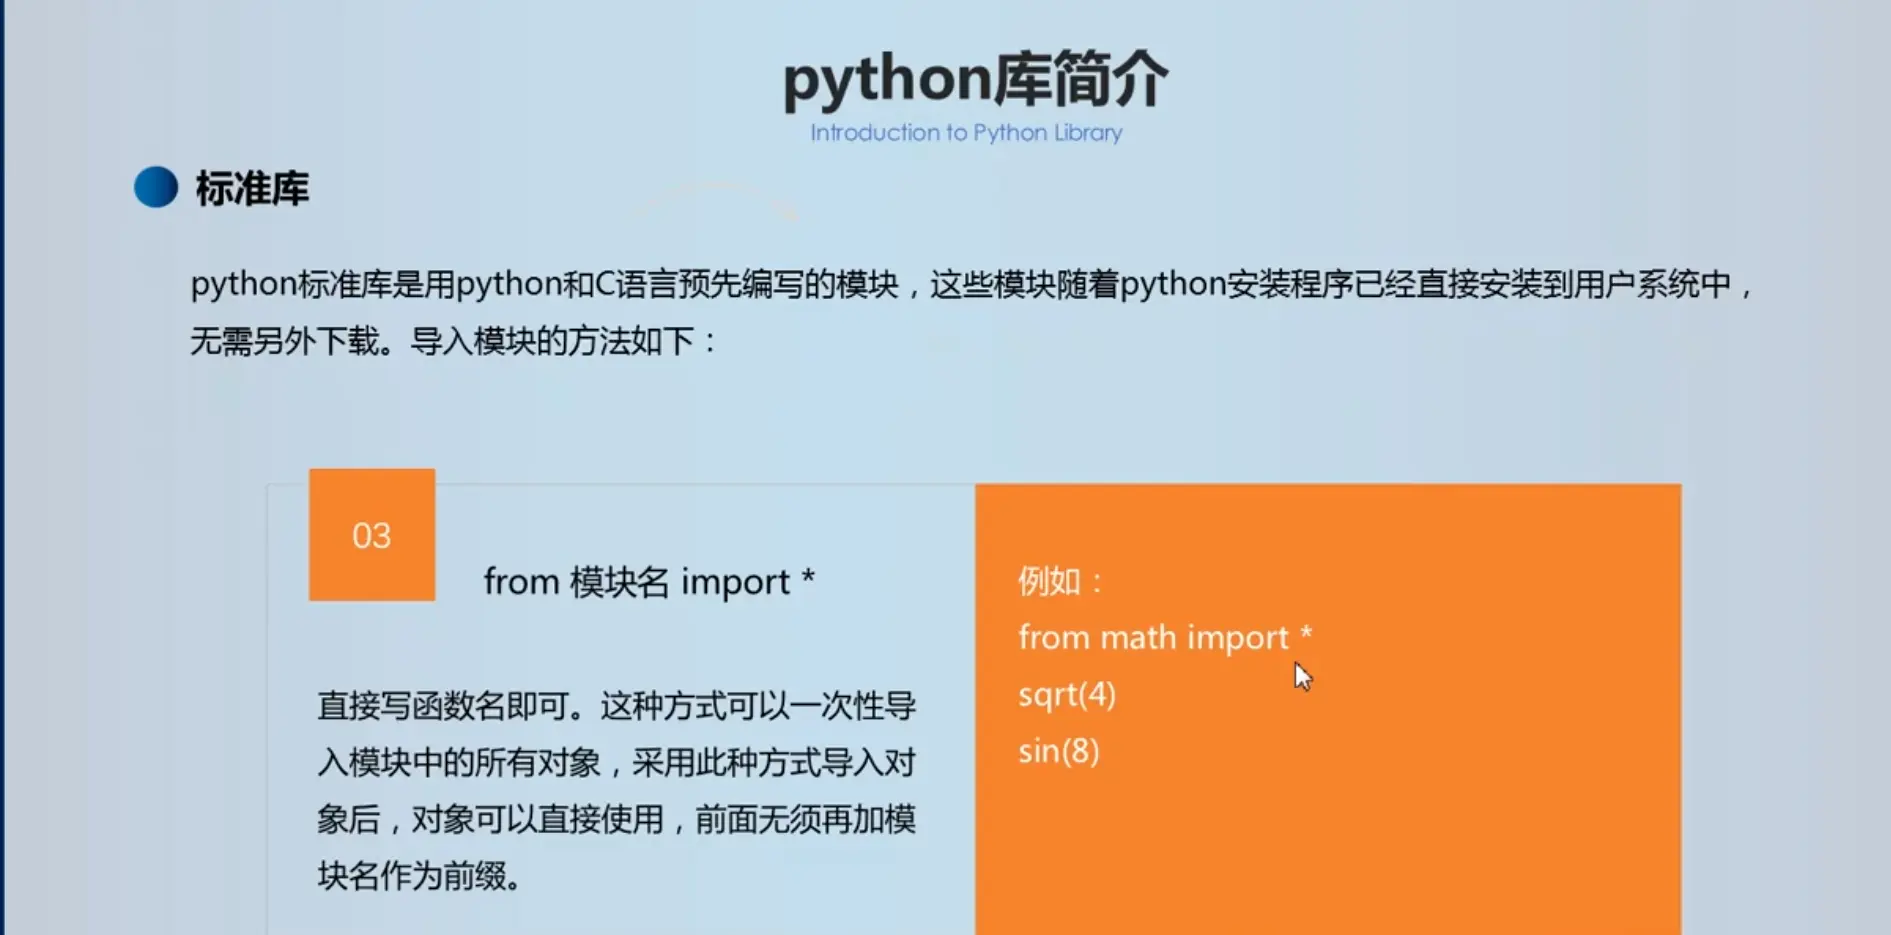 python库简介
Introduction to Python Library
标准库
python标准库是用python和C语言预先编写的模块，这些模块随着python安装程序已经直接安装到用户系统中，
无需另外下载。导入模块的方法如下：
03
from 模块名 import *
直接写函数名即可。这种方式可以一次性导
入模块中的所有对象，采用此种方式导入对
象后，对象可以直接使用，前面无须再加模
块名作为前缀。
例如：
from math import *
sqrt(4)
sin(8)